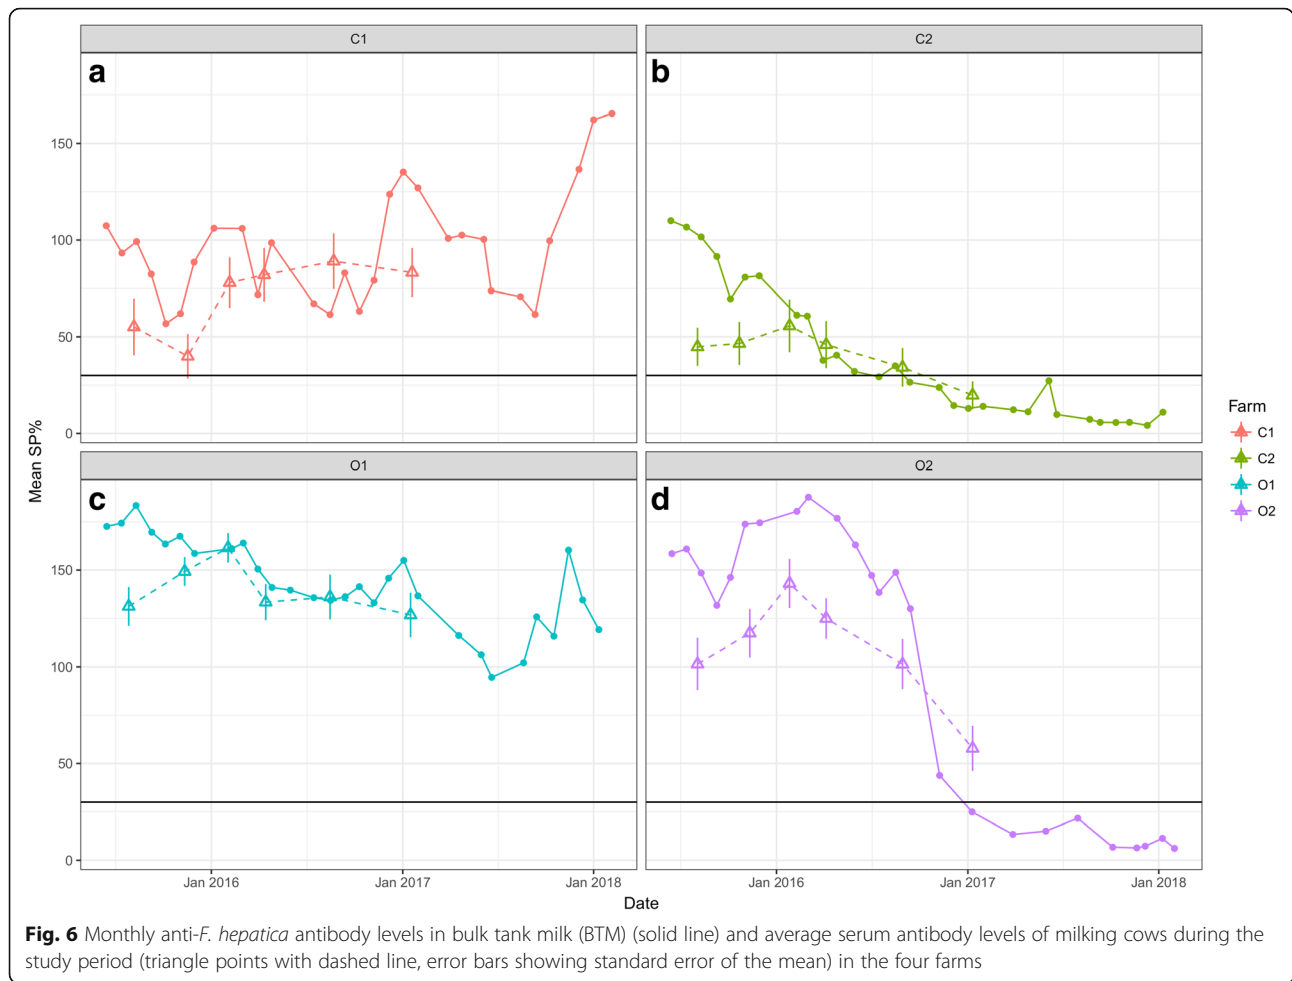 C1
C2
a
b
150
100
50
0
Mean SP%
O1
O2
c
d
150
100
50
0
Jan 2016
Jan 2017
Jan 2018
Jan 2016
Jan 2017
Jan 2018
Date
Farm
C1
C2
O1
O2
Fig. 6 Monthly anti-F. hepatica antibody levels in bulk tank milk (BTM) (solid line) and average serum antibody levels of milking cows during the
study period (triangle points with dashed line, error bars showing standard error of the mean) in the four farms